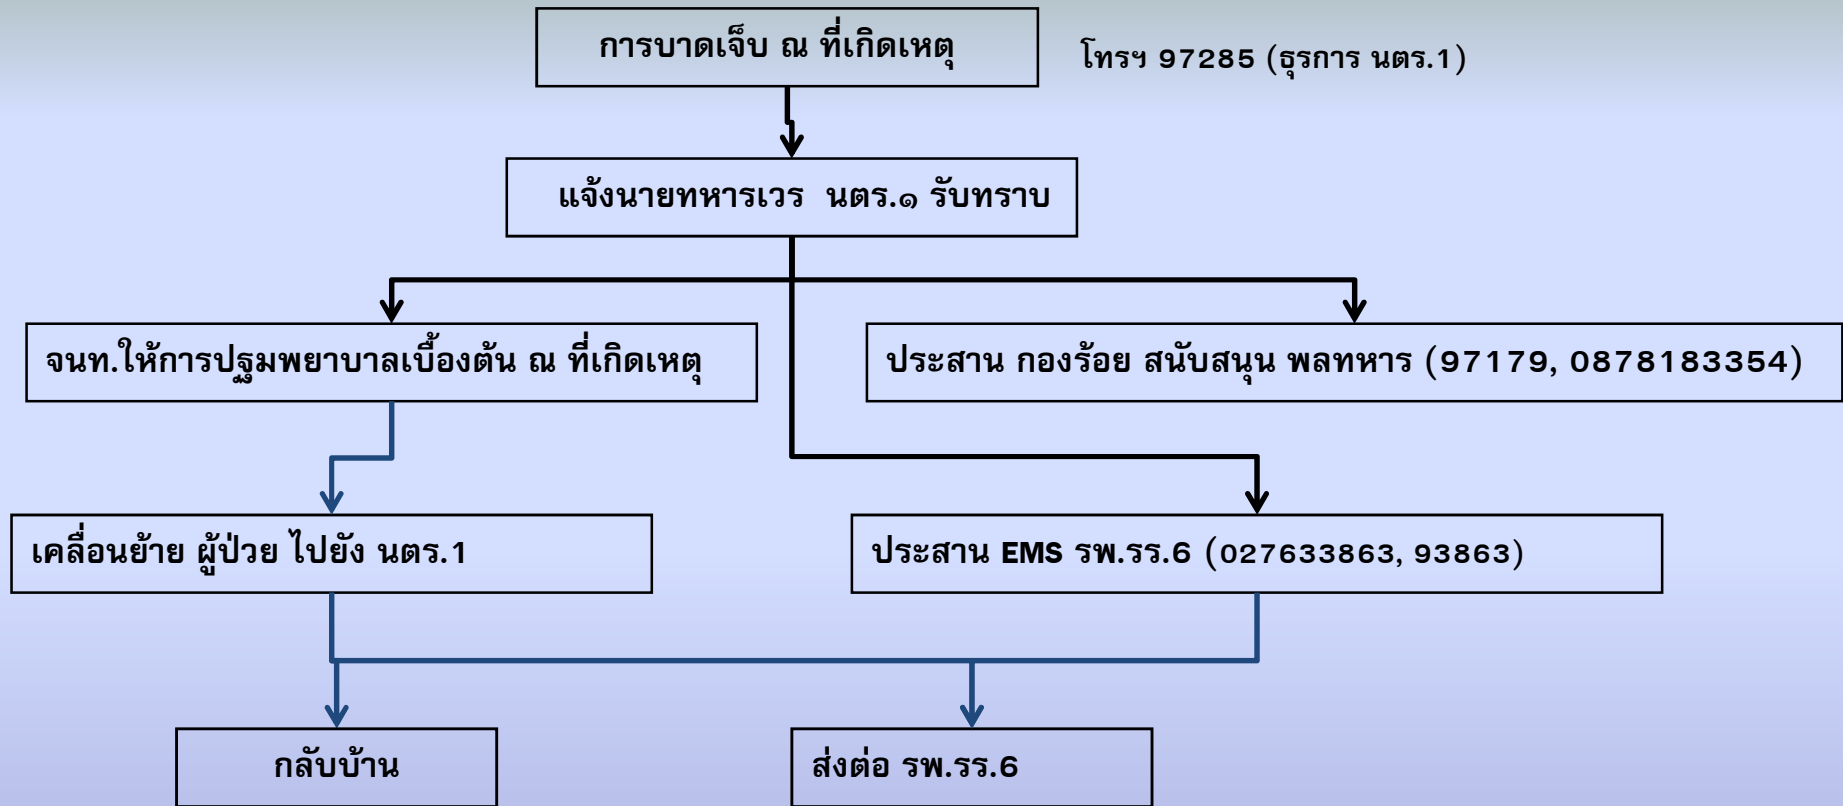 การบาดเจ็บ ณ ที่เกิดเหตุ
โทรฯ 97285 (ธุรการ นตร.1)
แจ้งนายทหารเวร นตร.๑ รับทราบ
จนท.ให้การปฐมพยาบาลเบื้องต้น ณ ที่เกิดเหตุ
ประสาน กองร้อย สนับสนุน พลทหาร (97179, 0878183354)
เคลื่อนย้าย ผู้ป่วย ไปยัง นตร.1
ประสาน EMS รพ.รร.6 (027633863, 93863)
กลับบ้าน
ส่งต่อ รพ.รร.6